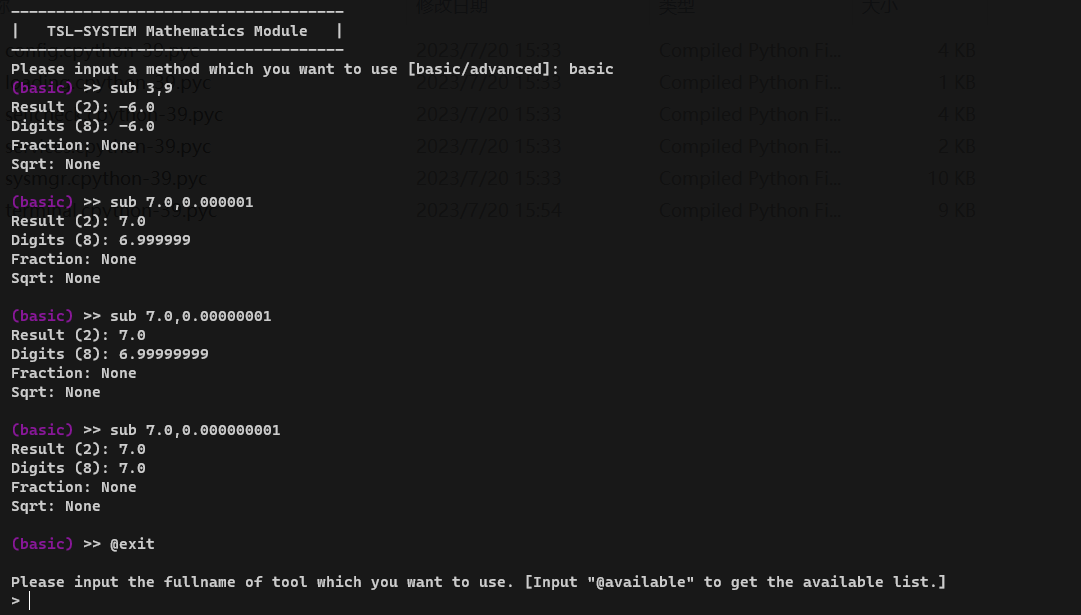 修改日期 类型 大小
-------------------------------------
|   TSL-SYSTEM Mathematics Module   |
-------------------------------------
config.cpython-39.pyc 2023/7/20 15:33 Compiled Python Fi... 4 KB
Please input a method which you want to use [basic/advanced]: basic
2023/7/20 15:33 Compiled Python Fi... 1 KB
(basic) >> sub 3,9
Result (2): -6.0
2023/7/20 15:33 Compiled Python Fi... 4 KB
Digits (8): -6.0
Fraction: None
2023/7/20 15:33 Compiled Python Fi... 2 KB
Sqrt: None
sysmgr.cpython-39.pyc 2023/7/20 15:33 Compiled Python Fi... 10 KB
(basic) >> sub 7.0,0.000001
terminal.cpython-39.pyc 2023/7/20 15:54 Compiled Python Fi... 9 KB
Result (2): 7.0
Digits (8): 6.999999
Fraction: None
Sqrt: None
(basic) >> sub 7.0,0.00000001
Result (2): 7.0
Digits (8): 6.99999999
Fraction: None
Sqrt: None
(basic) >> sub 7.0,0.000000001
Result (2): 7.0
Digits (8): 7.0
Fraction: None
Sqrt: None
(basic) >> @exit
Please input the fullname of tool which you want to use. [Input "@available" to get the available list.]
>